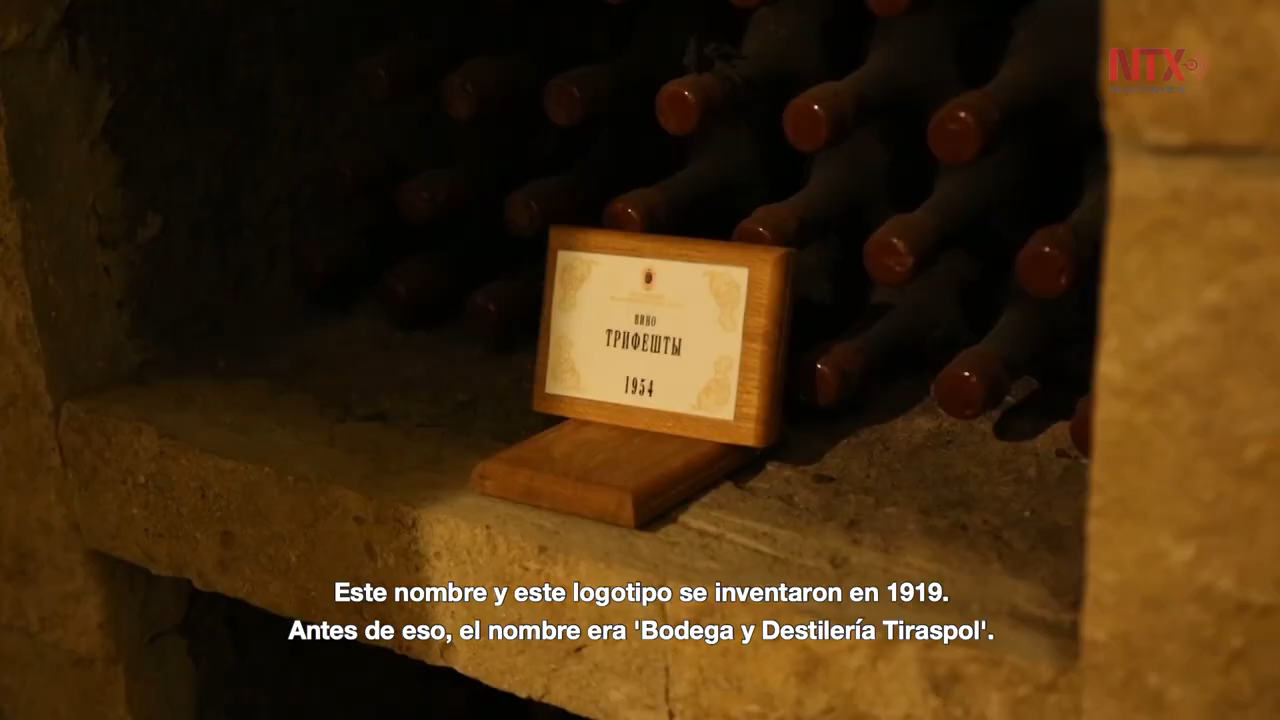 NTX
ВИНО
ТРИФЕШТЫ
1954
Este nombre y este logotipo se inventaron en 1919.
Antes de eso, el nombre era 'Bodega y Destilería Tiraspol'.